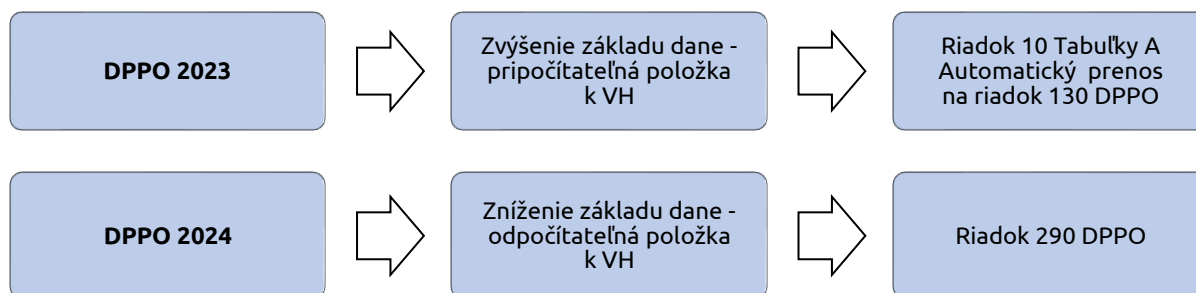 DPPO 2023
Zvýšenie základu dane -
pripočítateľná položka
k VH
Riadok 10 Tabuľky A
Automatický prenos
na riadok 130 DPPO
DPPO 2024
Zníženie základu dane -
odpočítateľná položka
k VH
Riadok 290 DPPO